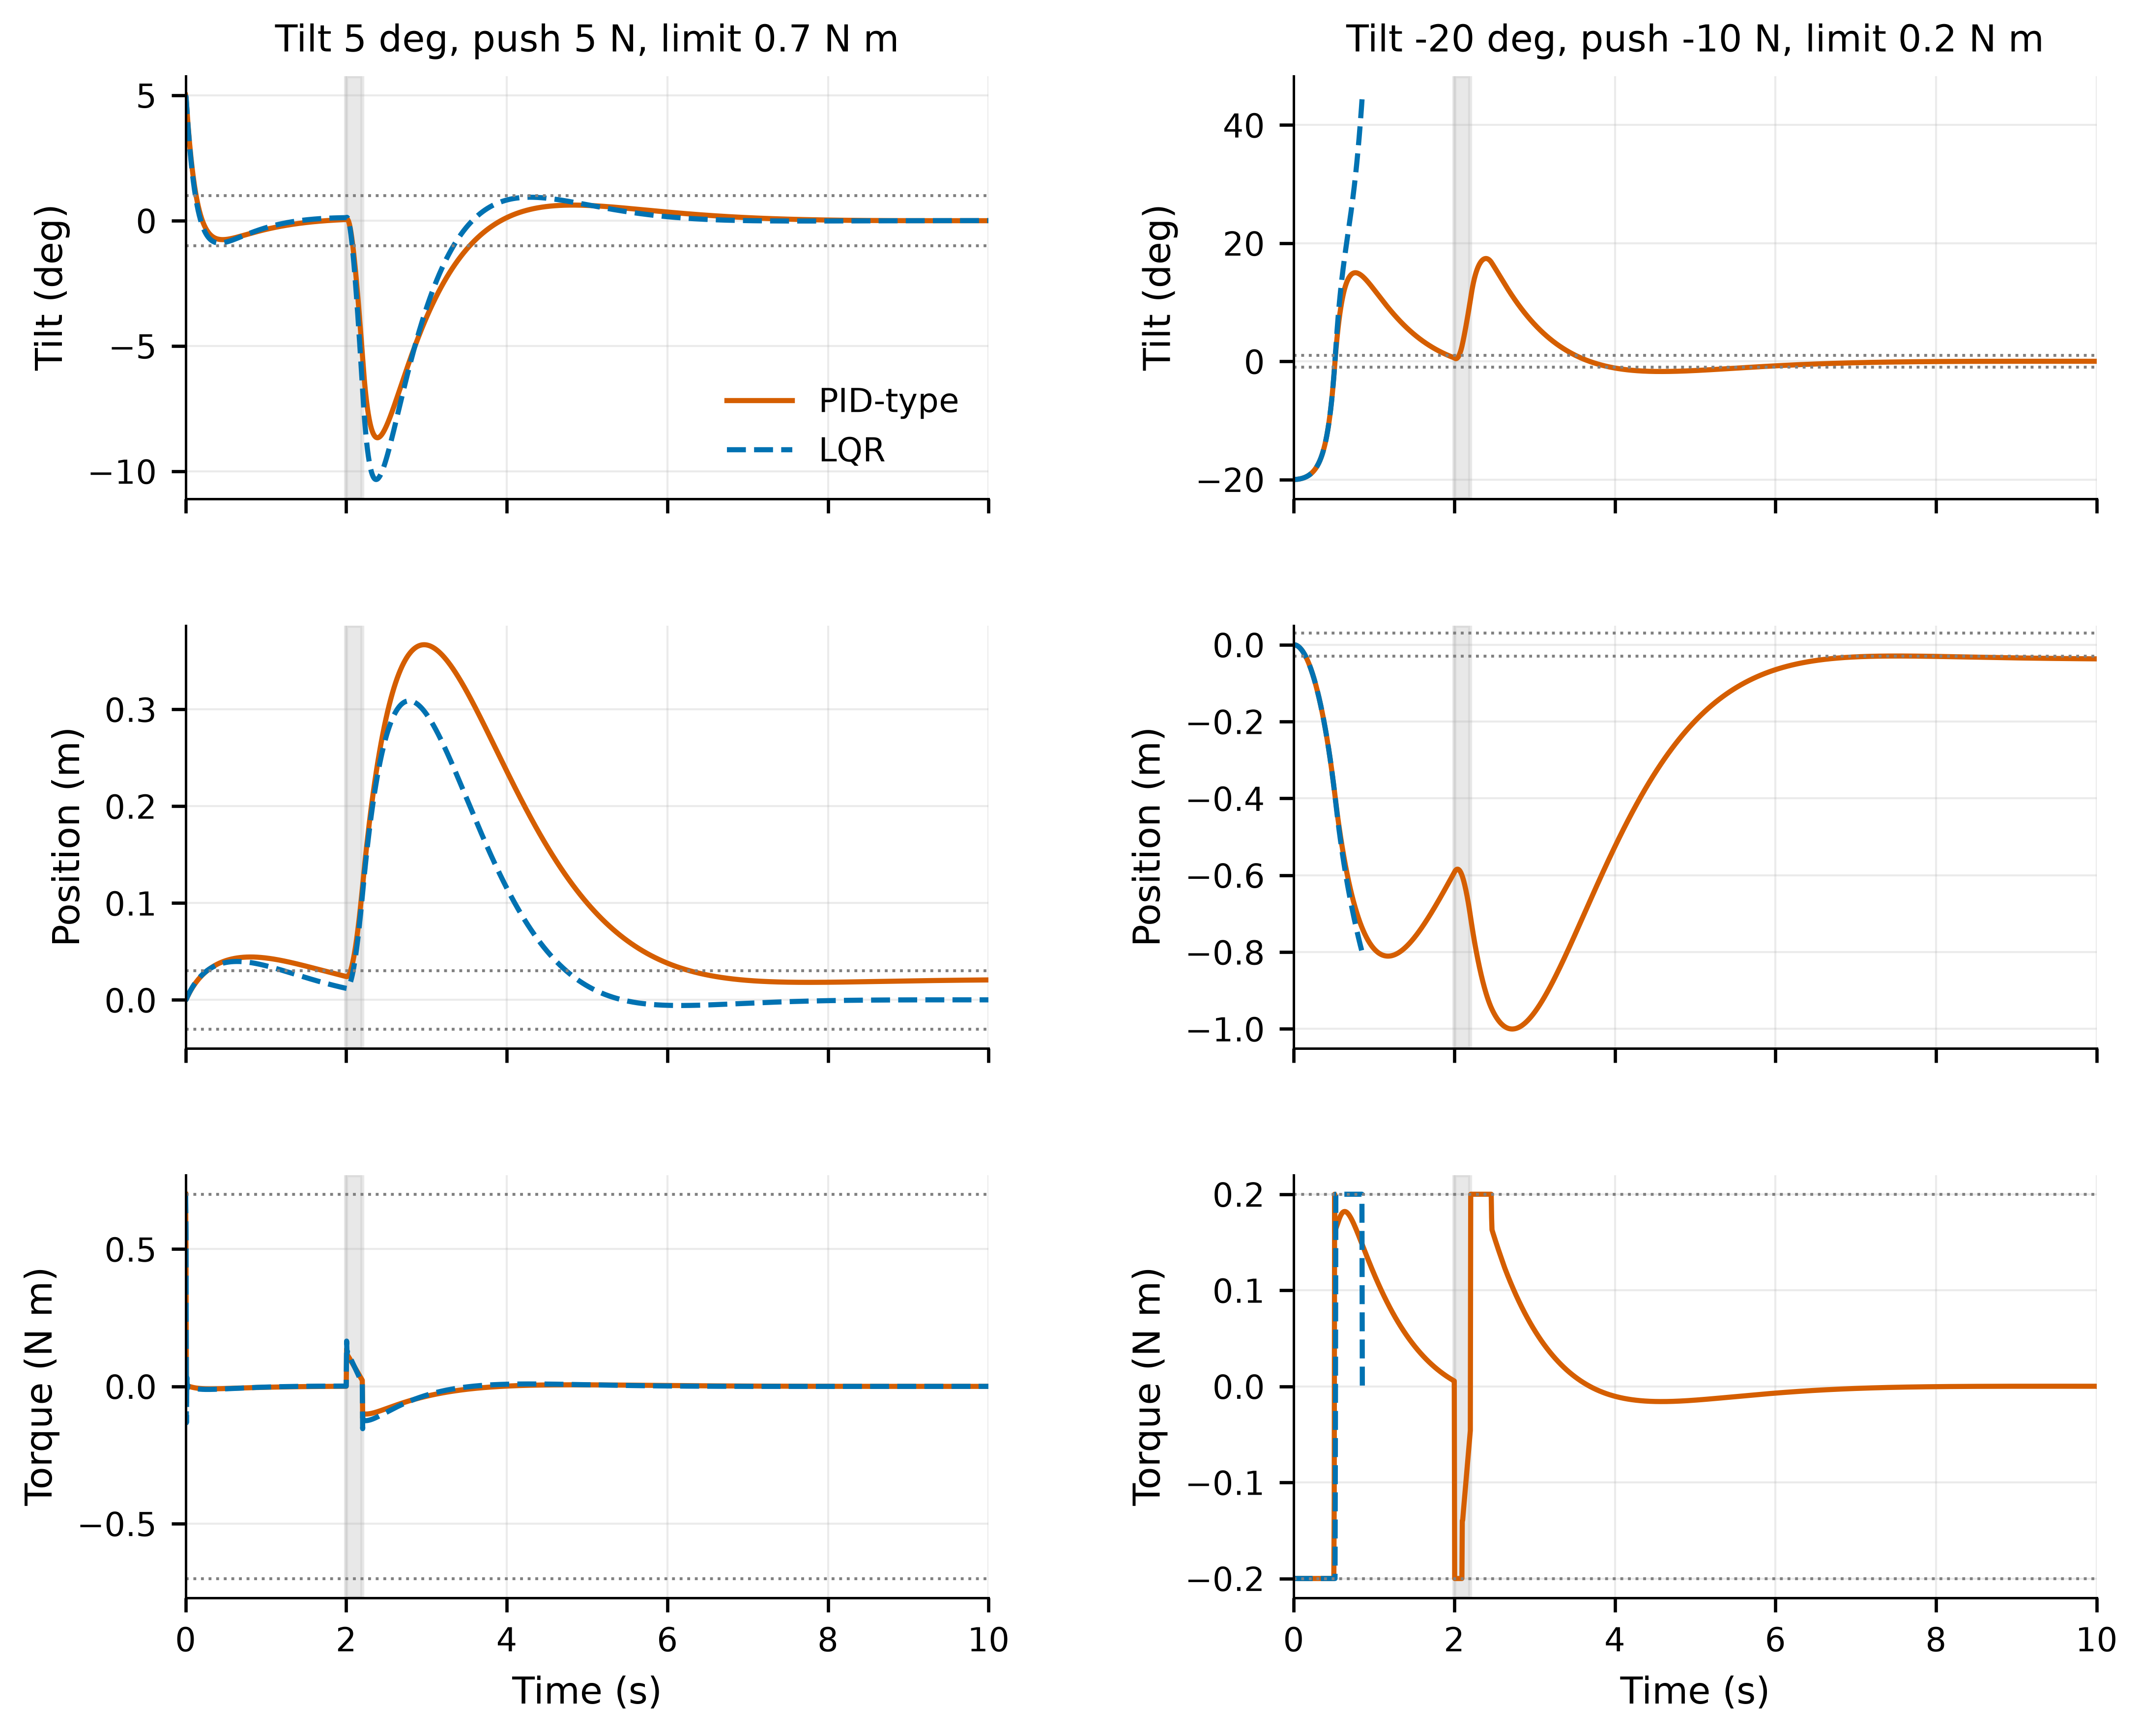 Tilt 5 deg, push 5 N, limit 0.7 N m
Tilt (deg)
5
0
−5
−10
PID-type
LQR
Tilt -20 deg, push -10 N, limit 0.2 N m
Tilt (deg)
40
20
0
−20
Position (m)
0.3
0.2
0.1
0.0
Position (m)
0.0
−0.2
−0.4
−0.6
−0.8
−1.0
Torque (N m)
0.5
0.0
−0.5
0 2 4 6 8 10
Time (s)
Torque (N m)
0.2
0.1
0.0
−0.1
−0.2
0 2 4 6 8 10
Time (s)